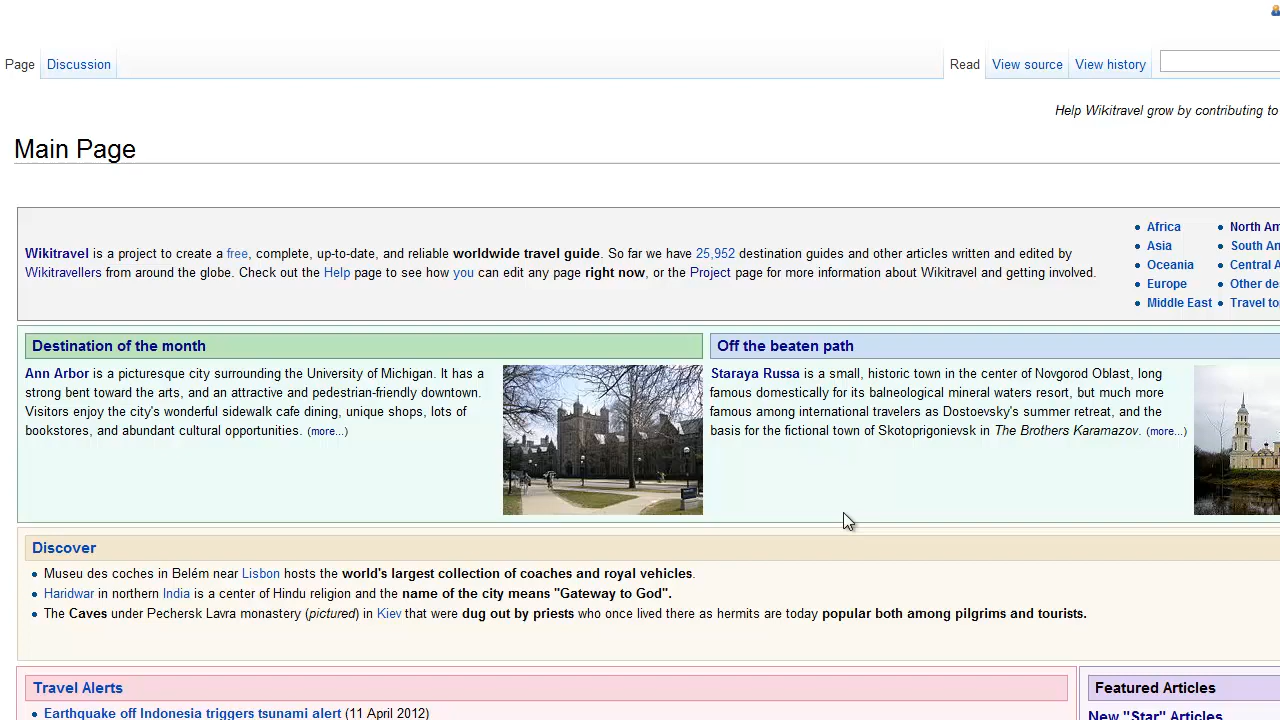 Page
Discussion
Read
View source
View history
Help Wikitravel grow by contributing to
Main Page
Wikitravel is a project to create a free, complete, up-to-date, and reliable worldwide travel guide. So far we have 25,952 destination guides and other articles written and edited by
Wikitravellers from around the globe. Check out the Help page to see how you can edit any page right now, or the Project page for more information about Wikitravel and getting involved.
Africa
Asia
Oceania
Europe
Middle East
North Am
South An
Central A
Other de
Travel to
Destination of the month
Ann Arbor is a picturesque city surrounding the University of Michigan. It has a
strong bent toward the arts, and an attractive and pedestrian-friendly downtown.
Visitors enjoy the city's wonderful sidewalk cafe dining, unique shops, lots of
bookstores, and abundant cultural opportunities. (more...)
Off the beaten path
Staraya Russa is a small, historic town in the center of Novgorod Oblast, long
famous domestically for its balneological mineral waters resort, but much more
famous among international travelers as Dostoevsky's summer retreat, and the
basis for the fictional town of Skotoprigonievsk in The Brothers Karamazov. (more...)
Discover
Museu des coches in Belém near Lisbon hosts the world's largest collection of coaches and royal vehicles.
Haridwar in northern India is a center of Hindu religion and the name of the city means "Gateway to God".
The Caves under Pechersk Lavra monastery (pictured) in Kiev that were dug out by priests who once lived there as hermits are today popular both among pilgrims and tourists.
Travel Alerts
Earthquake off Indonesia triggers tsunami alert (11 April 2012)
Featured Articles
New "Star" Articles